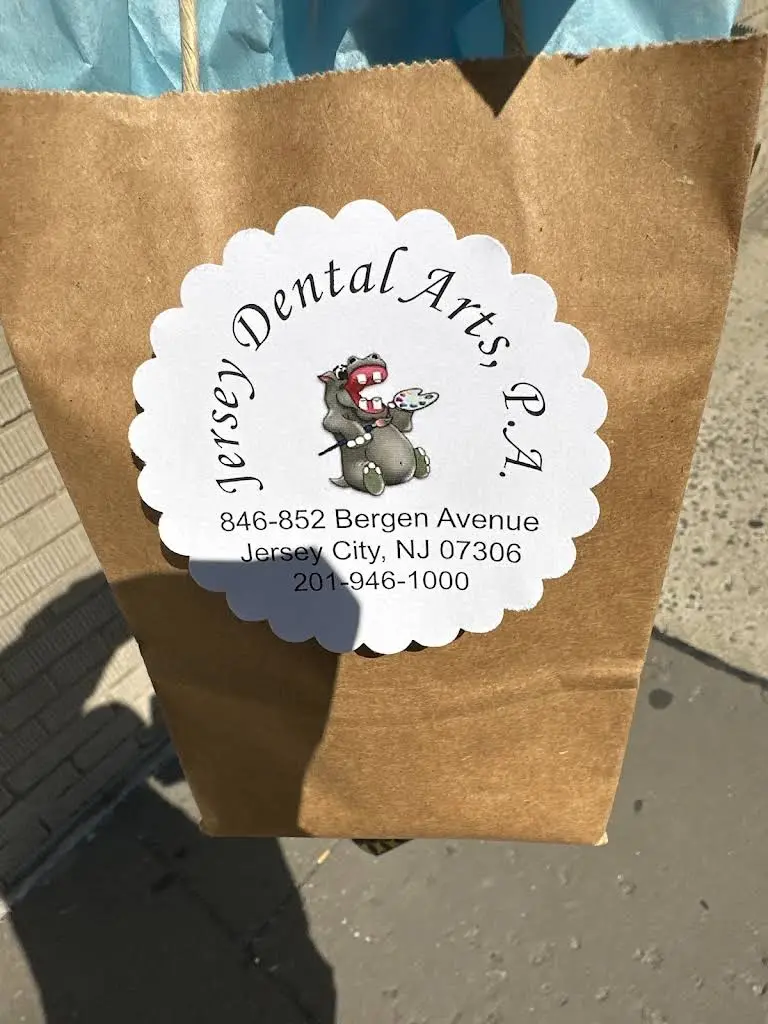 Jersey Dental Arts, P.A.
846-852 Bergen Avenue
Jersey City, NJ 07306
201-946-1000